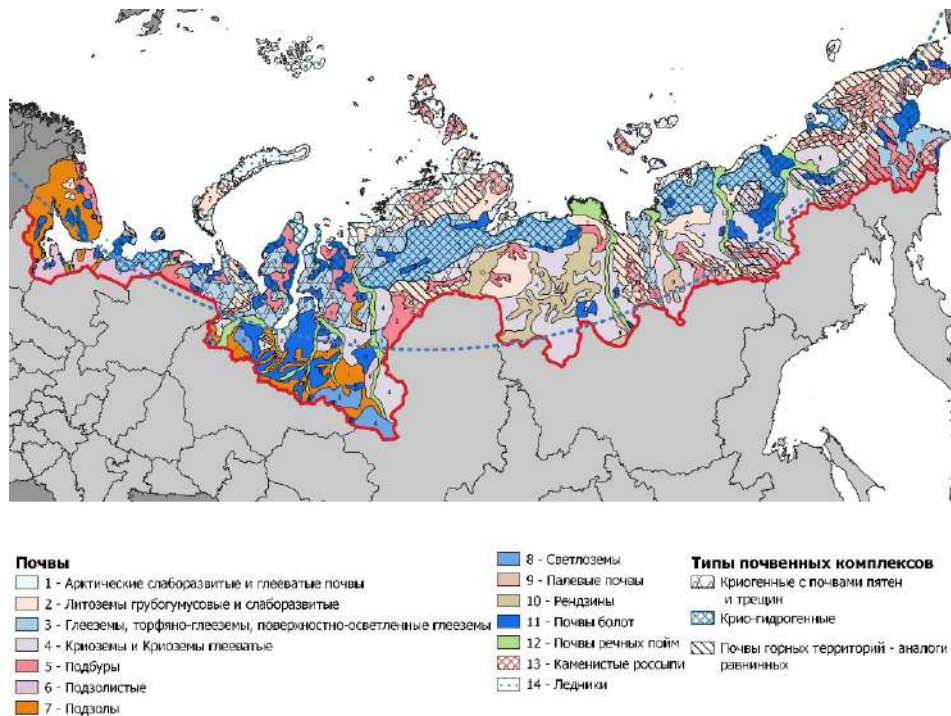 Почвы
1 - Арктические слаборазвитые и глееватые почвы
2 - Литоземы грубогумусовые и слаборазвитые
3 - Глееземы, торфяно-глееземы, поверхностно-осветленные глееземы
4 - Криоземы и Криоземы глееватые
5 - Подбуры
6 - Подзолистые
7 - Подзолы
8 - Светлоземы
9 - Палевые почвы
10 - Рендзины
11 - Почвы болот
12 - Почвы речных пойм
13 - Каменистые россыпи
14 - Ледники
Типы почвенных комплексов
Криогенные с почвами пятен
и трещин
Крио-гидрогенные
Почвы горных территорий - аналоги
равнинных